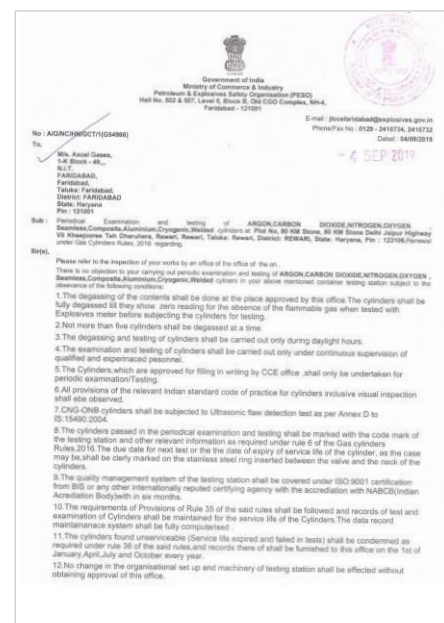 Government of India
Ministry of Commerce & Industry
Petroleum & Explosives Safety Organisation (PESO)
Hall No. 502 & 507, Level 5, Block B, Old CGO Complex, NH-4,
Faridabad - 121001
E-mail : jtccefaridabad@explosives.gov.in
Phone/Fax No : 0129 - 2410734, 2410732
No : A/G/NC/HN/GCT/1(G54986)
Dated : 04/09/2019
To,
- 4 SEP 2019
M/s. Axcel Gases,
1-K Block - 49,,
N.I.T.
FARIDABAD,
Faridabad,
Taluka: Faridabad,
District: FARIDABAD
State: Haryana
Pin : 121001
Sub : Periodical Examination and testing of ARGON,CARBON DIOXIDE,NITROGEN,OXYGEN
Seamless,Composite,Aluminium,Cryogenic,Welded cylinders at Plot No, 80 KM Stone, 80 KM Stone Delhi Jaipur Highway
Vil Kheejooree Teh Dharuhera, Rewari, Rewari, Taluka: Rewari, District: REWARI, State: Haryana, Pin : 123106,Renewal
under Gas Cylinders Rules, 2016 regarding.
Sir(s),
Please refer to the inspection of your works by an office of the office of the on .
There is no objection to your carrying out periodic examination and testing of ARGON,CARBON DIOXIDE,NITROGEN,OXYGEN ,
Seamless,Composite,Aluminium,Cryogenic,Welded cyliners in your above mentioned container testing station subject to the
observance of the following conditions:
1.The degassing of the contents shall be done at the place approved by this office.The cylinders shall be
fully degassed till they show zero reading for the absence of the flammable gas when tested with
Explosives meter before subjecting the cylinders for testing.
2.Not more than five cylinders shall be degassed at a time.
3.The degassing and testing of cylinders shall be carried out only during daylight hours.
4.The examination and testing of cylinders shall be carried out only under continuous supervision of
qualified and experinaced pesonnel.
5.The Cylinders,which are approved for filling in writing by CCE office ,shall only be undertaken for
periodic examination/Testing.
6.All provisions of the relevant Indian standard code of practice for cylinders inclusive visual inspection
shall ebe observed.
7.CNG-ONB cylinders shall be subjected to Ultrasonic flaw detection test as per Annex D to
IS:15490:2004.
8.The cylinders passed in the periodical examination and testing shall be marked with the code mark of
the testing station and other relevant information as required under rule 6 of the Gas cylinders
Rules,2016.The due date for next test or the the date of expiry of service life of the cylinder, as the case
may be,shall be clerly marked on the stainless steel ring inserted between the valve and the neck of the
cylinders.
9.The quality management system of the testing station shall be covered under ISO:9001 certification
from BIS or any other internationally reputed certifying agency with the accrediation with NABCB(Indian
Acrediation Body)with in six months.
10.The requirements of Provisions of Rule 35 of the said rules shall be followed and records of test and
examination of Cylinders shall be maintained for the service life of the Cylinders.The data record
maintainanace system shall be fully computerised .
11.The cylinders found unserviceable (Service life expired and failed in tests) shall be condemned as
required under rule 36 of the said rules,and records there of shall be furnished to this office on the 1st of
January,April,July and October every year.
12.No change in the organisational set up and machinery of testing station shall be effected without
obtaining approval of this office.